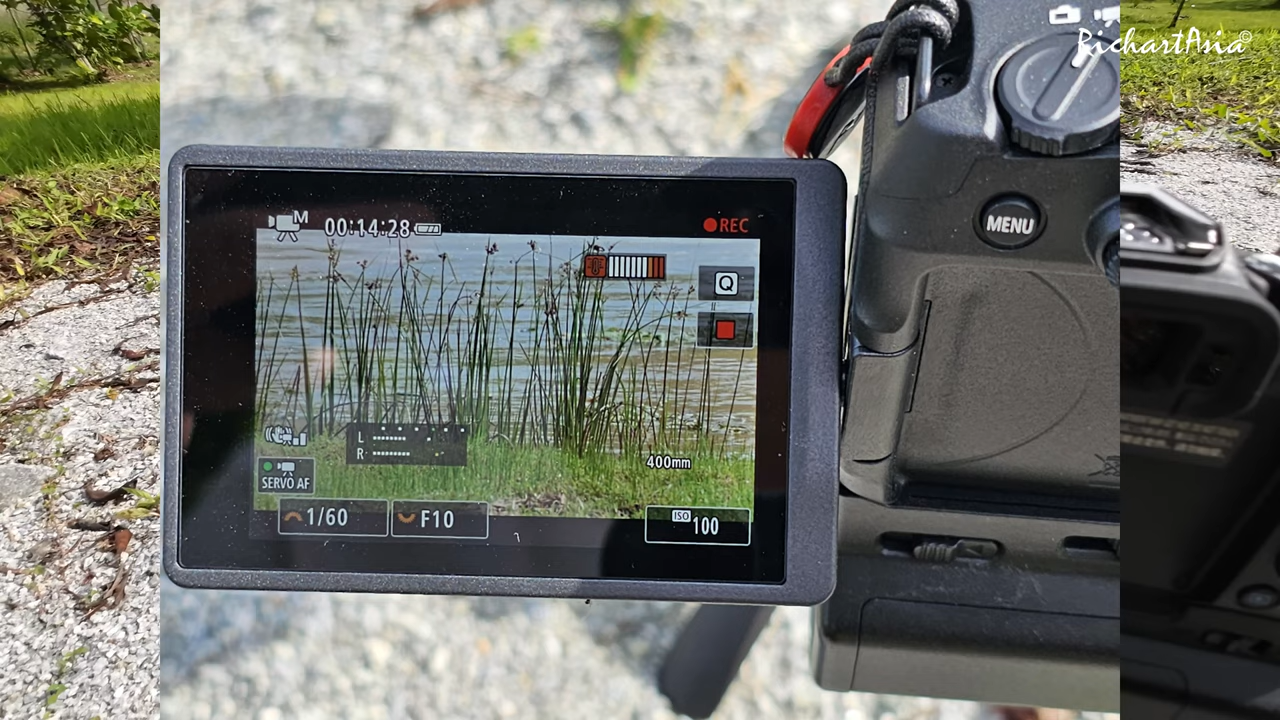 RichartAsia©
M
00:14:28
REC
MENU
Q
L
R
400mm
SERVO AF
1/60
F10
ISO
100